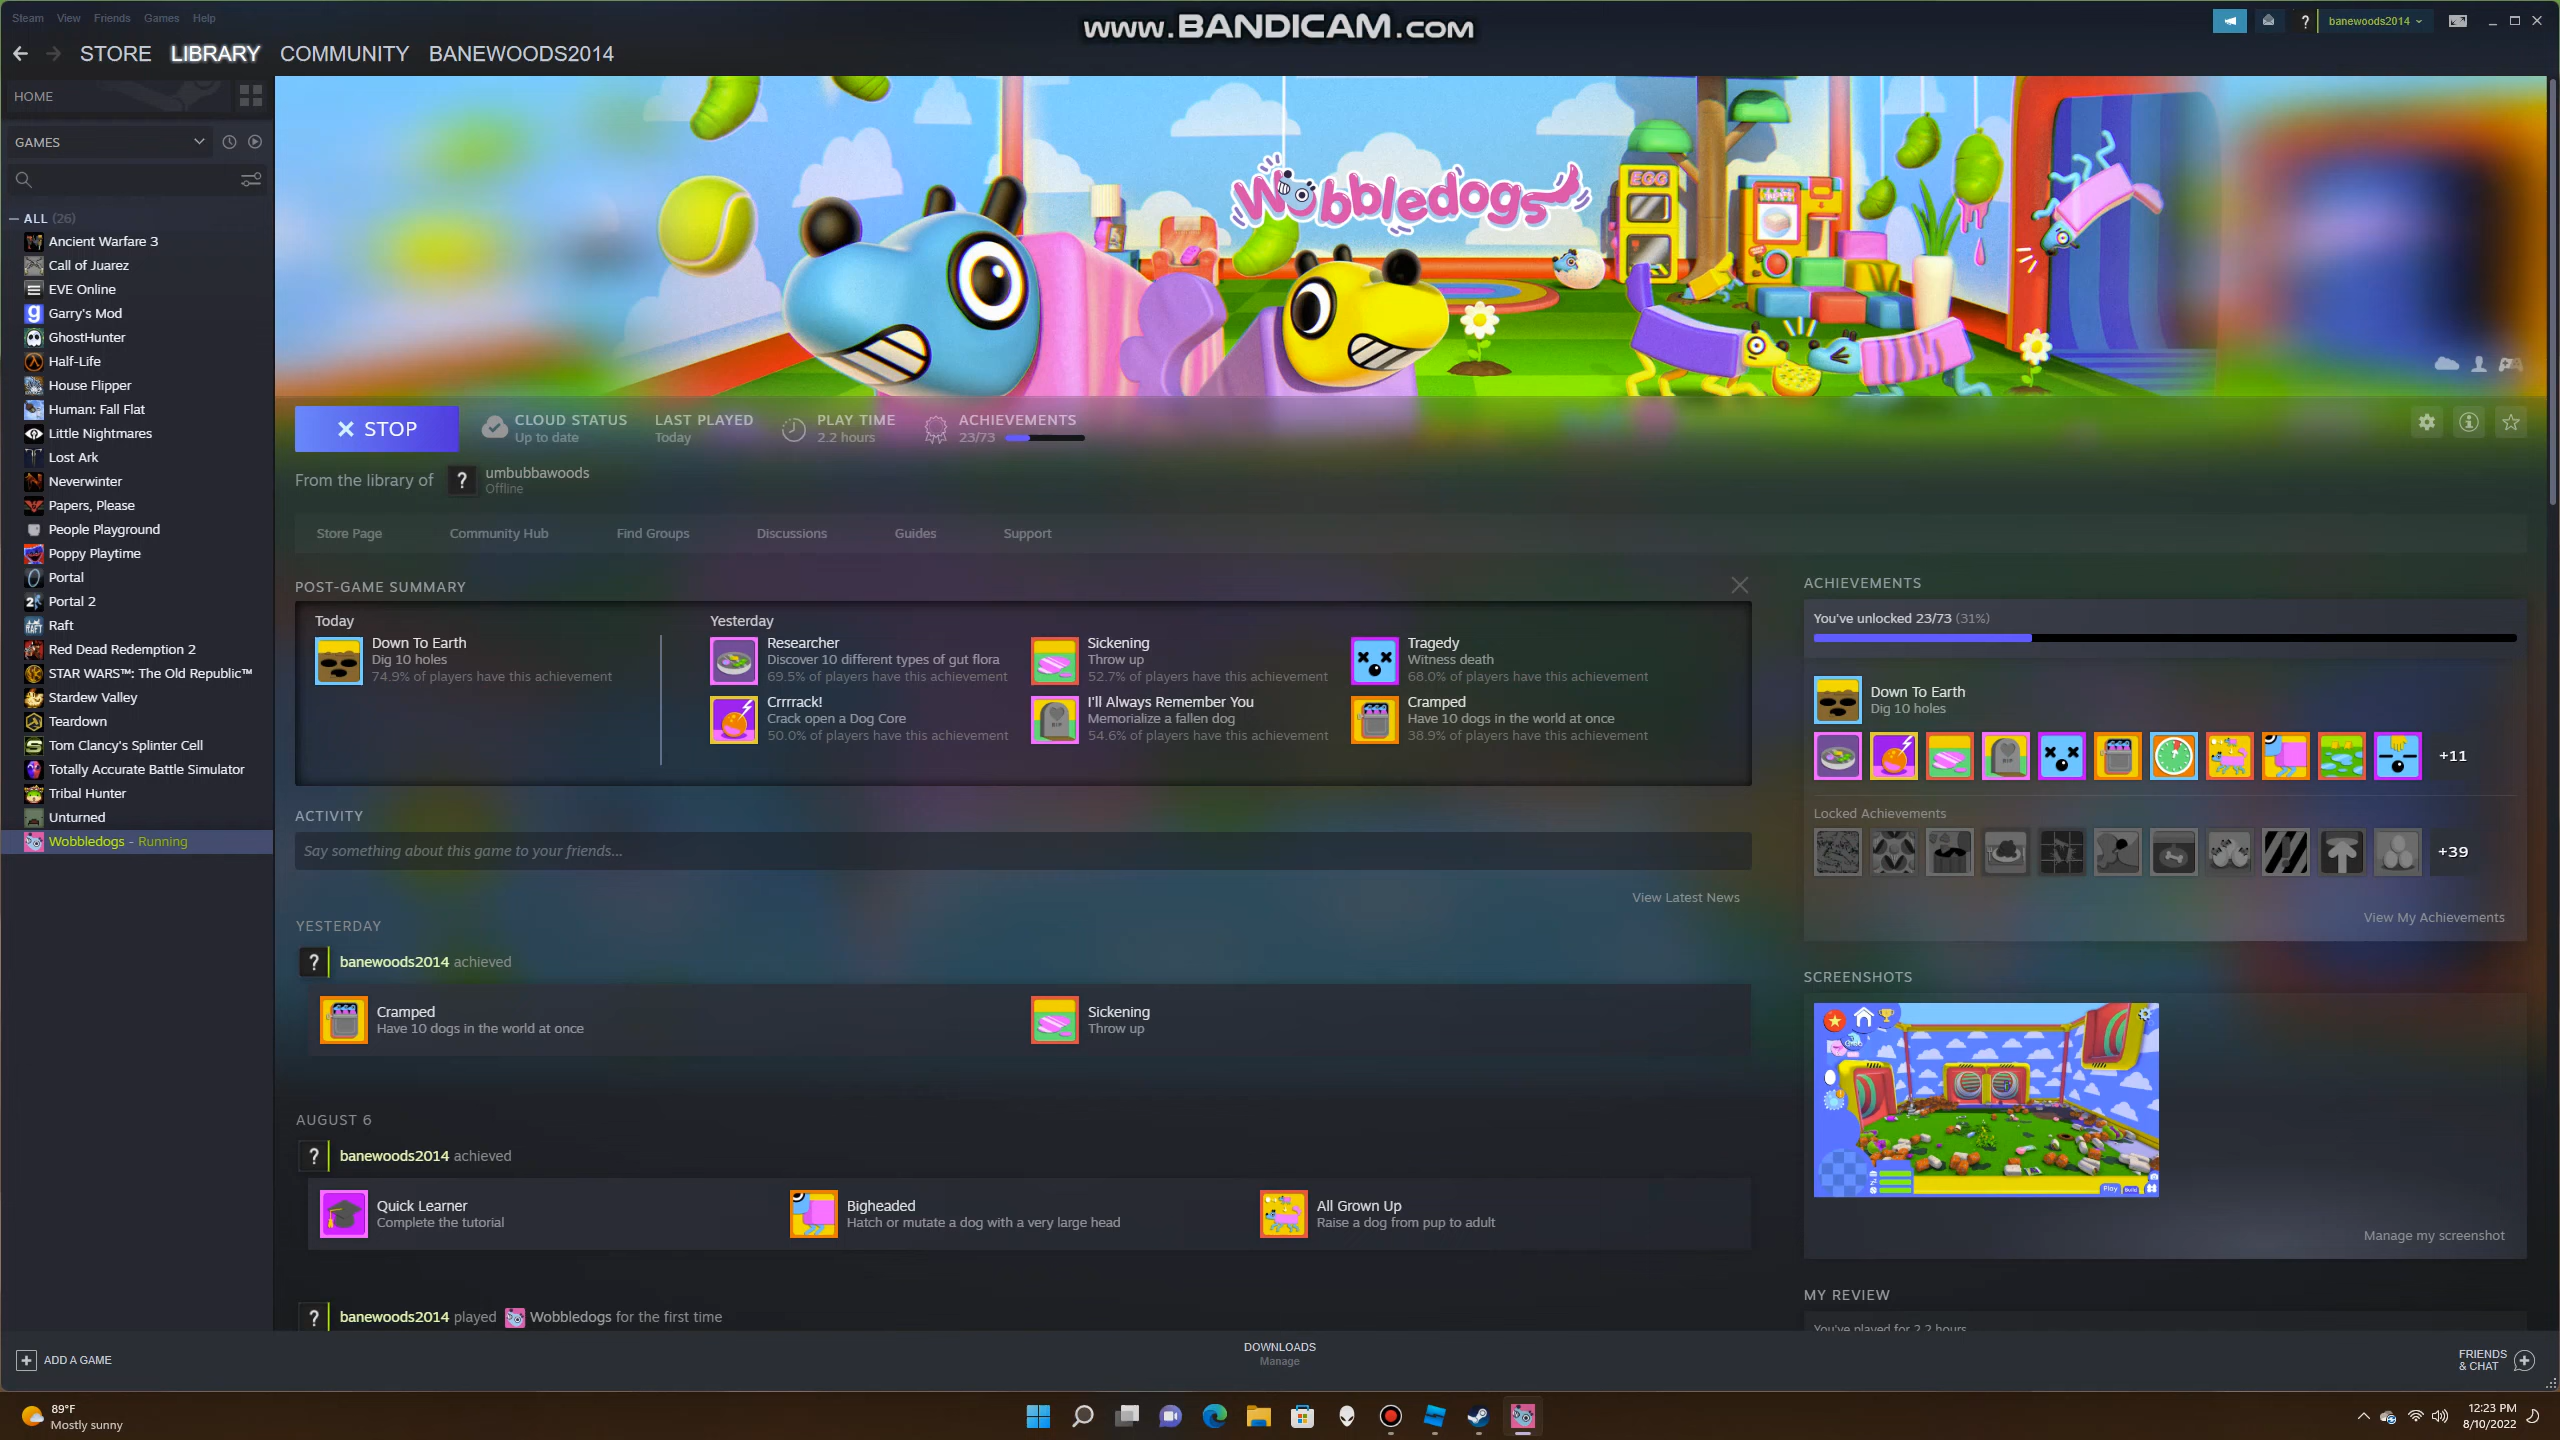 Steam View Friends Games Help
www.BANDICAM.com
banewoods2014
STORE LIBRARY COMMUNITY BANEWOODS2014
HOME
GAMES
ALL (26)
Ancient Warfare 3
Call of Juarez
EVE Online
Garry's Mod
GhostHunter
Half-Life
House Flipper
Human: Fall Flat
Little Nightmares
Lost Ark
Neverwinter
Papers, Please
People Playground
Poppy Playtime
Portal
Portal 2
Raft
Red Dead Redemption 2
STAR WARS™: The Old Republic™
Stardew Valley
Teardown
Tom Clancy's Splinter Cell
Totally Accurate Battle Simulator
Tribal Hunter
Unturned
Wobbledogs - Running
Wobbledogs
EGG
STOP
CLOUD STATUS
Up to date
LAST PLAYED
Today
PLAY TIME
2.2 hours
ACHIEVEMENTS
23/73
From the library of
umbubbawoods
Offline
Store Page Community Hub Find Groups Discussions Guides Support
POST-GAME SUMMARY
Today
Down To Earth
Dig 10 holes
74.9% of players have this achievement
Yesterday
Researcher
Discover 10 different types of gut flora
69.5% of players have this achievement
Sickening
Throw up
52.7% of players have this achievement
Tragedy
Witness death
68.0% of players have this achievement
Crrrrack!
Crack open a Dog Core
50.0% of players have this achievement
I'll Always Remember You
Memorialize a fallen dog
54.6% of players have this achievement
Cramped
Have 10 dogs in the world at once
38.9% of players have this achievement
ACTIVITY
Say something about this game to your friends...
View Latest News
YESTERDAY
banewoods2014 achieved
Cramped
Have 10 dogs in the world at once
Sickening
Throw up
AUGUST 6
banewoods2014 achieved
Quick Learner
Complete the tutorial
Bigheaded
Hatch or mutate a dog with a very large head
All Grown Up
Raise a dog from pup to adult
banewoods2014 played Wobbledogs for the first time
ACHIEVEMENTS
You've unlocked 23/73 (31%)
Down To Earth
Dig 10 holes
+11
Locked Achievements
+39
View My Achievements
SCREENSHOTS
Play Build
Manage my screenshot
MY REVIEW
You've played for 2.2 hours
ADD A GAME
DOWNLOADS
Manage
FRIENDS
& CHAT
89°F
Mostly sunny
12:23 PM
8/10/2022